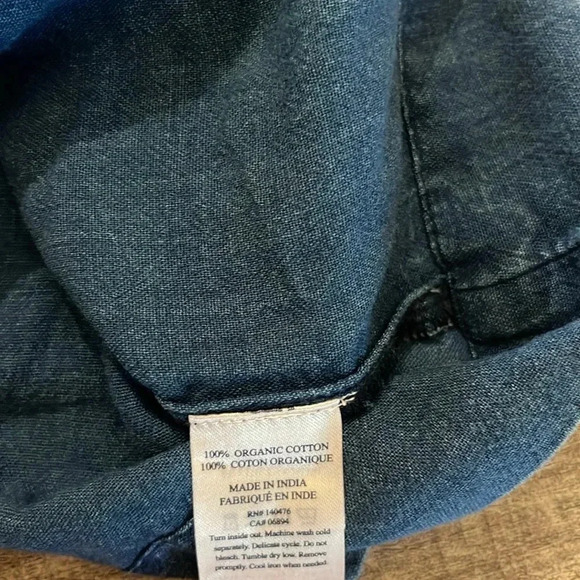 100% ORGANIC COTTON
100% COTON ORGANIQUE
MADE IN INDIA
FABRIQUÉ EN INDE
RN# 140476
CA# 06894
Turn inside out. Machine wash cold
separately. Delicate cycle. Do not
bleach. Tumble dry low. Remove
promptly. Cool iron when needed.